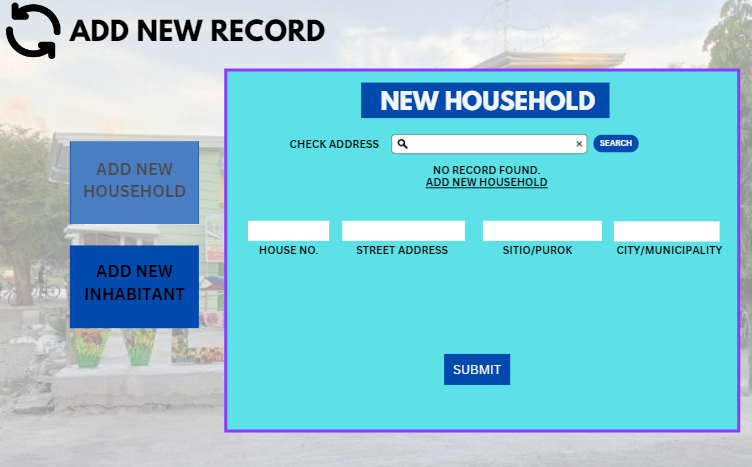 ADD NEW RECORD
NEW HOUSEHOLD
CHECK ADDRESS × SEARCH
NO RECORD FOUND.
ADD NEW HOUSEHOLD
ADD NEW
HOUSEHOLD
ADD NEW
INHABITANT
HOUSE NO. STREET ADDRESS SITIO/PUROK CITY/MUNICIPALITY
SUBMIT